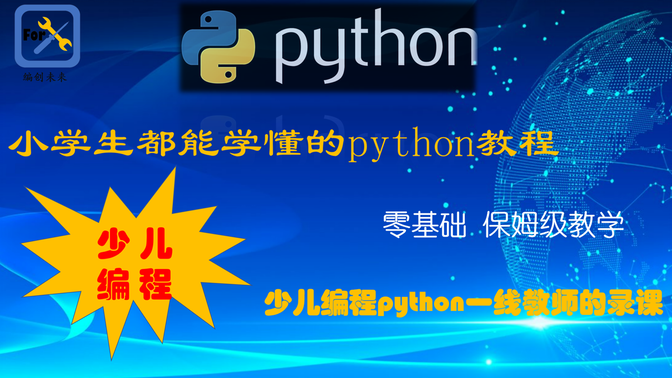 For
编创未来
python
小学生都能学懂的python教程
零基础 保姆级教学
少儿
编程
少儿编程python一线教师的录课